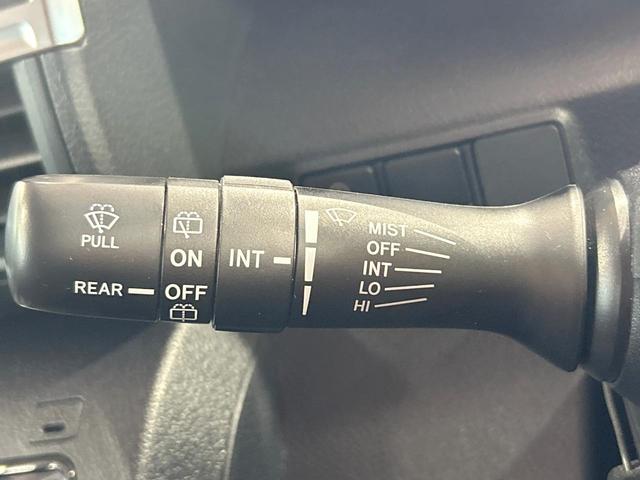 PULL
REAR
ON
OFF
INT
MIST
OFF
INT
LO
HI